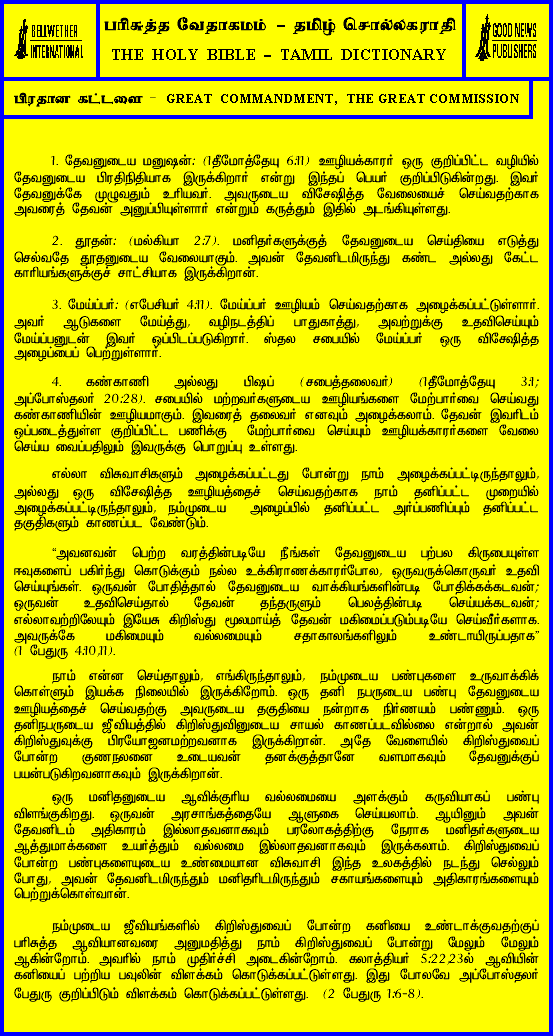 BELLWETHER
INTERNATIONAL
பரிசுத்த வேதாகமம் – தமிழ் சொல்லகராதி
THE HOLY BIBLE – TAMIL DICTIONARY
GOOD NEWS
PUBLISHERS
பிரதான கட்டளை – GREAT COMMANDMENT, THE GREAT COMMISSION
1. தேவனுடைய மனுஷன்: (1தீமோத்தேயு 6:11) ஊழியக்காரர் ஒரு குறிப்பிட்ட வழியில்
தேவனுடைய பிரதிநிதியாக இருக்கிறார் என்று இந்தப் பெயர் குறிப்பிடுகின்றது. இவர்
தேவனுக்கே முழுவதும் உரியவர். அவருடைய விசேஷித்த வேலையைச் செய்வதற்காக
அவரைத் தேவன் அனுப்பியுள்ளார் என்றும் கருத்தும் இதில் அடங்கியுள்ளது.
2. தூதன்: (மல்கியா 2:7). மனிதர்களுக்குத் தேவனுடைய செய்தியை எடுத்து
செல்வதே தூதனுடைய வேலையாகும். அவன் தேவனிடமிருந்து கண்ட அல்லது கேட்ட
காரியங்களுக்குச் சாட்சியாக இருக்கிறான்.
3. மேய்ப்பர்: (எபேசியர் 4:11). மேய்ப்பர் ஊழியம் செய்வதற்காக அழைக்கப்பட்டுள்ளார்.
அவர் ஆடுகளை மேய்த்து, வழிநடத்திப் பாதுகாத்து, அவற்றுக்கு உதவிசெய்யும்
மேய்ப்பனுடன் இவர் ஒப்பிடப்படுகிறார். ஸ்தல சபையில் மேய்ப்பர் ஒரு விசேஷித்த
அழைப்பைப் பெற்றுள்ளார்.
4. கண்காணி அல்லது பிஷப் (சபைத்தலைவர்) (1தீமோத்தேயு 3:1;
அப்போஸ்தலர் 20:28). சபையில் மற்றவர்களுடைய ஊழியங்களை மேற்பார்வை செய்வது
கண்காணியின் ஊழியமாகும். இவரைத் தலைவர் எனவும் அழைக்கலாம். தேவன் இவரிடம்
ஒப்படைத்துள்ள குறிப்பிட்ட பணிக்கு மேற்பார்வை செய்யும் ஊழியக்காரர்களை வேலை
செய்ய வைப்பதிலும் இவருக்கு பொறுப்பு உள்ளது.
எல்லா விசுவாசிகளும் அழைக்கப்பட்டது போன்று நாம் அழைக்கப்பட்டிருந்தாலும்,
அல்லது ஒரு விசேஷித்த ஊழியத்தைச் செய்வதற்காக நாம் தனிப்பட்ட முறையில்
அழைக்கப்பட்டிருந்தாலும், நம்முடைய அழைப்பில் தனிப்பட்ட அர்ப்பணிப்பும் தனிப்பட்ட
தகுதிகளும் காணப்பட வேண்டும்.
“அவனவன் பெற்ற வரத்தின்படியே நீங்கள் தேவனுடைய பற்பல கிருபையுள்ள
ஈவுகளைப் பகிர்ந்து கொடுக்கும் நல்ல உக்கிராணக்காரர்போல, ஒருவருக்கொருவர் உதவி
செய்யுங்கள். ஒருவன் போதித்தால் தேவனுடைய வாக்கியங்களின்படி போதிக்கக்கடவன்;
ஒருவன் உதவிசெய்தால் தேவன் தந்தருளும் பெலத்தின்படி செய்யக்கடவன்;
எல்லாவற்றிலேயும் இயேசு கிறிஸ்து மூலமாய்த் தேவன் மகிமைப்படும்படியே செய்வீர்களாக.
அவருக்கே மகிமையும் வல்லமையும் சதாகாலங்களிலும் உண்டாயிருப்பதாக”
(1 பேதுரு 4:10,11).
நாம் என்ன செய்தாலும், எங்கிருந்தாலும், நம்முடைய பண்புகளை உருவாக்கிக்
கொள்ளும் இயக்க நிலையில் இருக்கிறோம். ஒரு தனி நபருடைய பண்பு தேவனுடைய
ஊழியத்தைச் செய்வதற்கு அவருடைய தகுதியை நன்றாக நிர்ணயம் பண்ணும். ஒரு
தனிநபருடைய ஜீவியத்தில் கிறிஸ்துவினுடைய சாயல் காணப்படவில்லை என்றால் அவன்
கிறிஸ்துவுக்கு பிரயோஜனமற்றவனாக இருக்கிறான். அதே வேளையில் கிறிஸ்துவைப்
போன்ற குணநலனை உடையவன் தனக்குத்தானே வளமாகவும் தேவனுக்குப்
பயன்படுகிறவனாகவும் இருக்கிறான்.
ஒரு மனிதனுடைய ஆவிக்குரிய வல்லமையை அளக்கும் கருவியாகப் பண்பு
விளங்குகிறது. ஒருவன் அரசாங்கத்தையே ஆளுகை செய்யலாம். ஆயினும் அவன்
தேவனிடம் அதிகாரம் இல்லாதவனாகவும் பரலோகத்திற்கு நேராக மனிதர்களுடைய
ஆத்துமாக்களை உயர்த்தும் வல்லமை இல்லாதவனாகவும் இருக்கலாம். கிறிஸ்துவைப்
போன்ற பண்புகளையுடைய உண்மையான விசுவாசி இந்த உலகத்தில் நடந்து செல்லும்
போது, அவன் தேவனிடமிருந்தும் மனிதரிடமிருந்தும் சகாயங்களையும் அதிகாரங்களையும்
பெற்றுக்கொள்வான்.
நம்முடைய ஜீவியங்களில் கிறிஸ்துவைப் போன்ற கனியை உண்டாக்குவதற்குப்
பரிசுத்த ஆவியானவரை அனுமதித்து நாம் கிறிஸ்துவைப் போன்று மேலும் மேலும்
ஆகின்றோம். அவரில் நாம் முதிர்ச்சி அடைகின்றோம். கலாத்தியர் 5:22,23ல் ஆவியின்
கனியைப் பற்றிய பவுலின் விளக்கம் கொடுக்கப்பட்டுள்ளது. இது போலவே அப்போஸ்தலர்
பேதுரு குறிப்பிடும் விளக்கம் கொடுக்கப்பட்டுள்ளது. (2 பேதுரு 1:6-8).